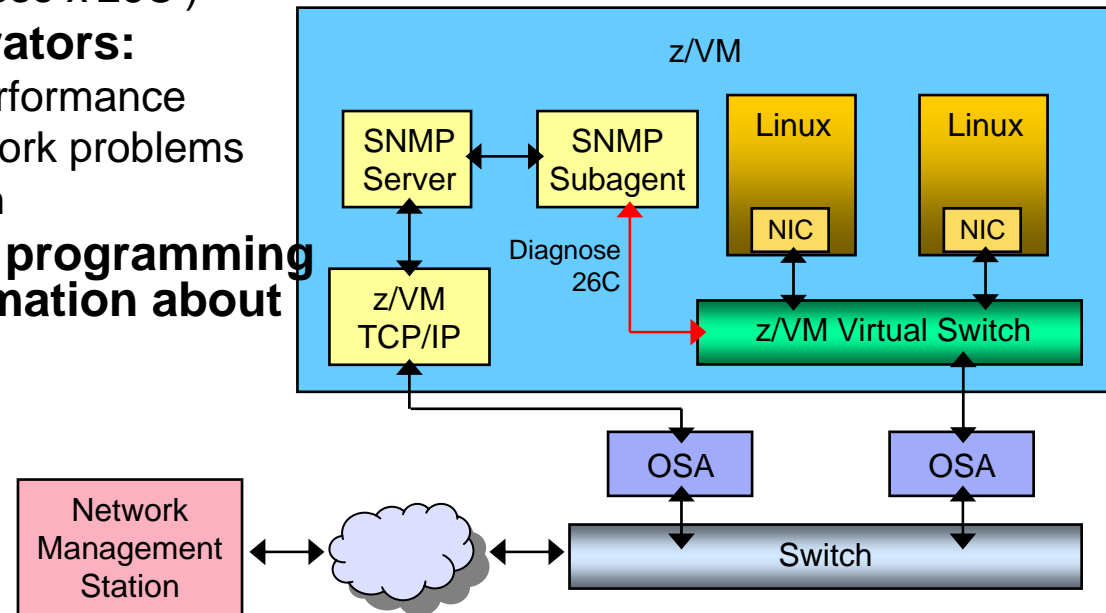 rators:
erformance
ork problems
programming
mation about
z/VM
SNMP
Server
SNMP
Subagent
Linux
Linux
NIC
NIC
Diagnose
26C
z/VM
TCP/IP
z/VM Virtual Switch
OSA
OSA
Network
Management
Station
Switch